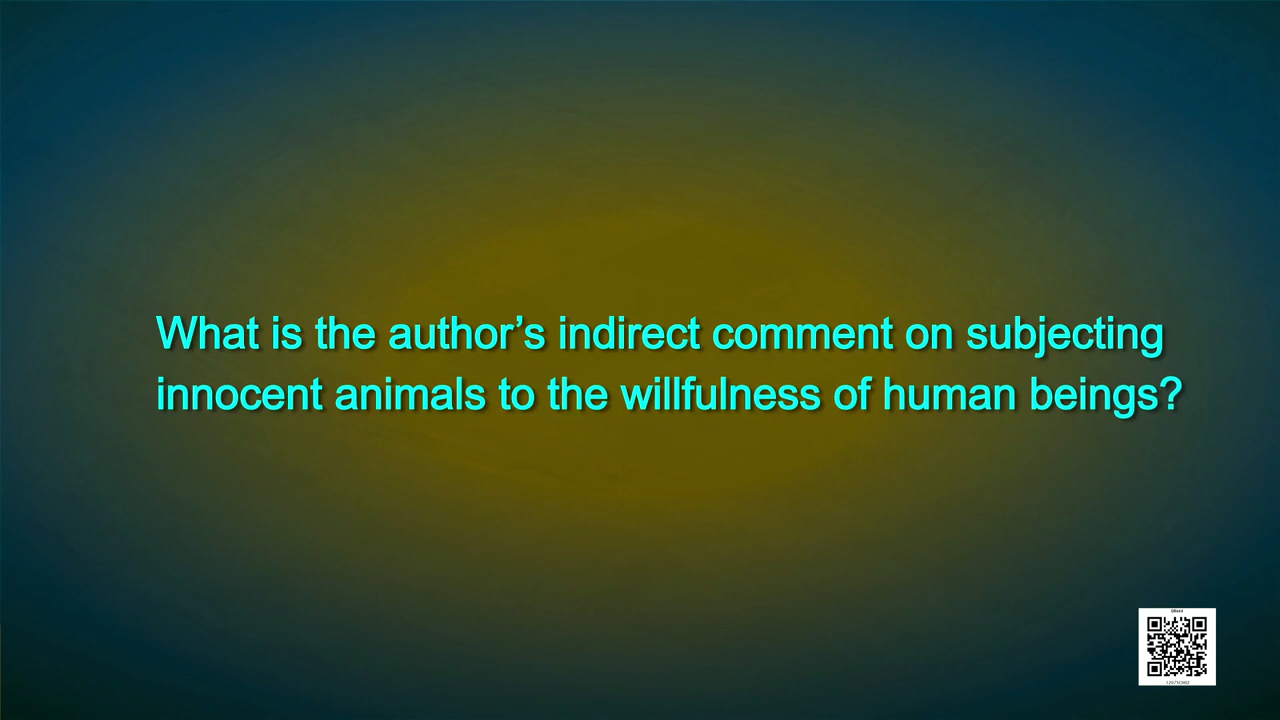 What is the author’s indirect comment on subjecting
innocent animals to the willfulness of human beings?